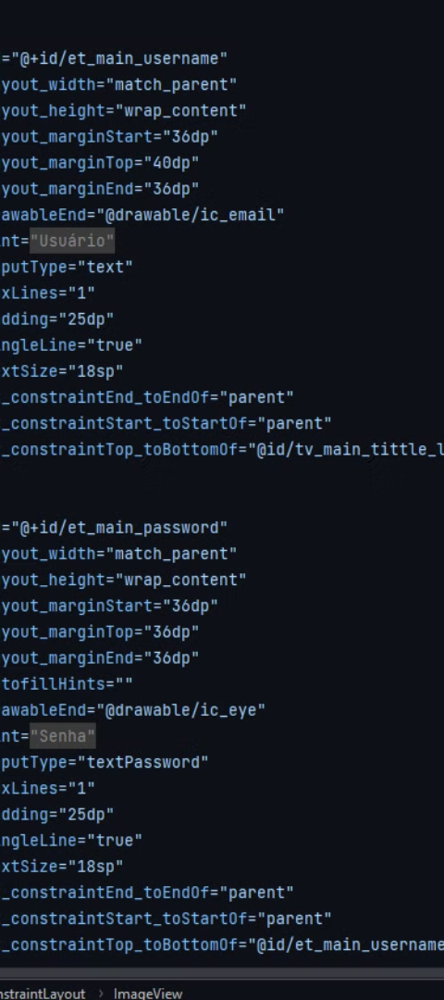 ="@+id/et_main_username"
yout_width="match_parent"
yout_height="wrap_content"
yout_marginStart="36dp"
yout_marginTop="40dp"
yout_marginEnd="36dp"
awableEnd="@drawable/ic_email"
nt="Usuário"
putType="text"
xLines="1"
dding="25dp"
ngleLine="true"
xtSize="18sp"
_constraintEnd_toEndOf="parent"
_constraintStart_toStartOf="parent"
_constraintTop_toBottomOf="@id/tv_main_tittle_l
="@+id/et_main_password"
yout_width="match_parent"
yout_height="wrap_content"
yout_marginStart="36dp"
yout_marginTop="36dp"
yout_marginEnd="36dp"
tofillHints=""
awableEnd="@drawable/ic_eye"
nt="Senha"
putType="textPassword"
xLines="1"
dding="25dp"
ngleLine="true"
xtSize="18sp"
_constraintEnd_toEndOf="parent"
_constraintStart_toStartOf="parent"
_constraintTop_toBottomOf="@id/et_main_username
nstraintLayout > ImageView